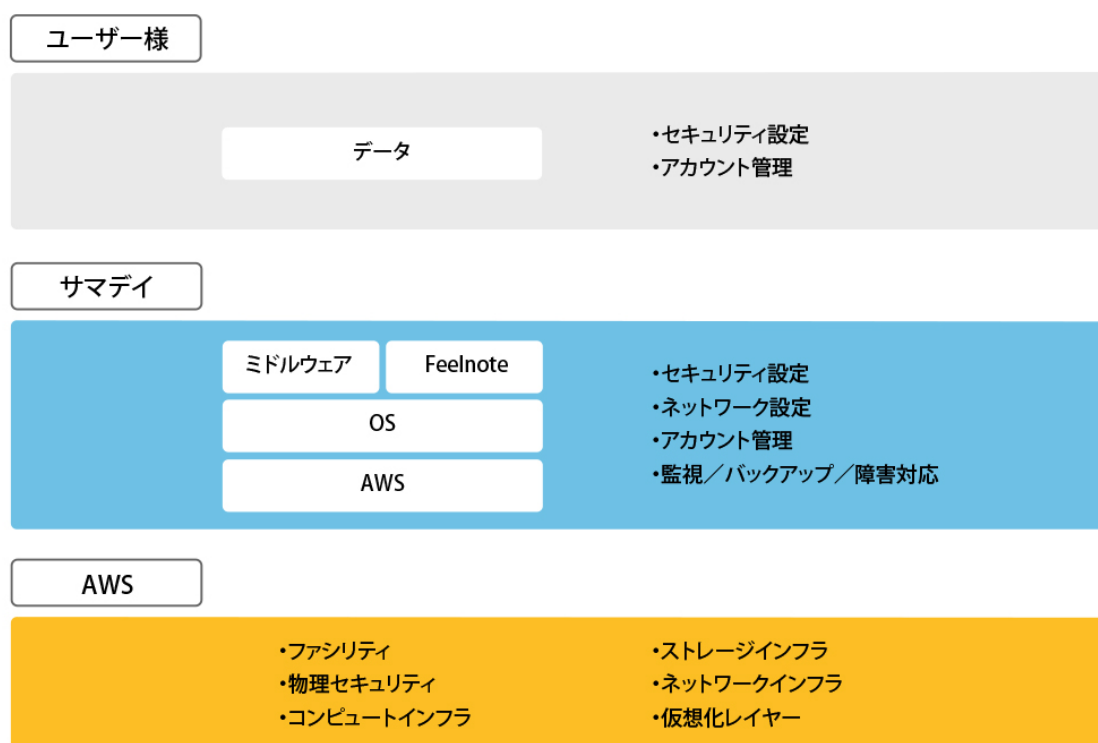 ユーザー様
データ
・セキュリティ設定
・アカウント管理
サマデイ
ミドルウェア
Feelnote
OS
AWS
・セキュリティ設定
・ネットワーク設定
・アカウント管理
・監視／バックアップ／障害対応
AWS
・ファシリティ
・物理セキュリティ
・コンピュートインフラ
・ストレージインフラ
・ネットワークインフラ
・仮想化レイヤー